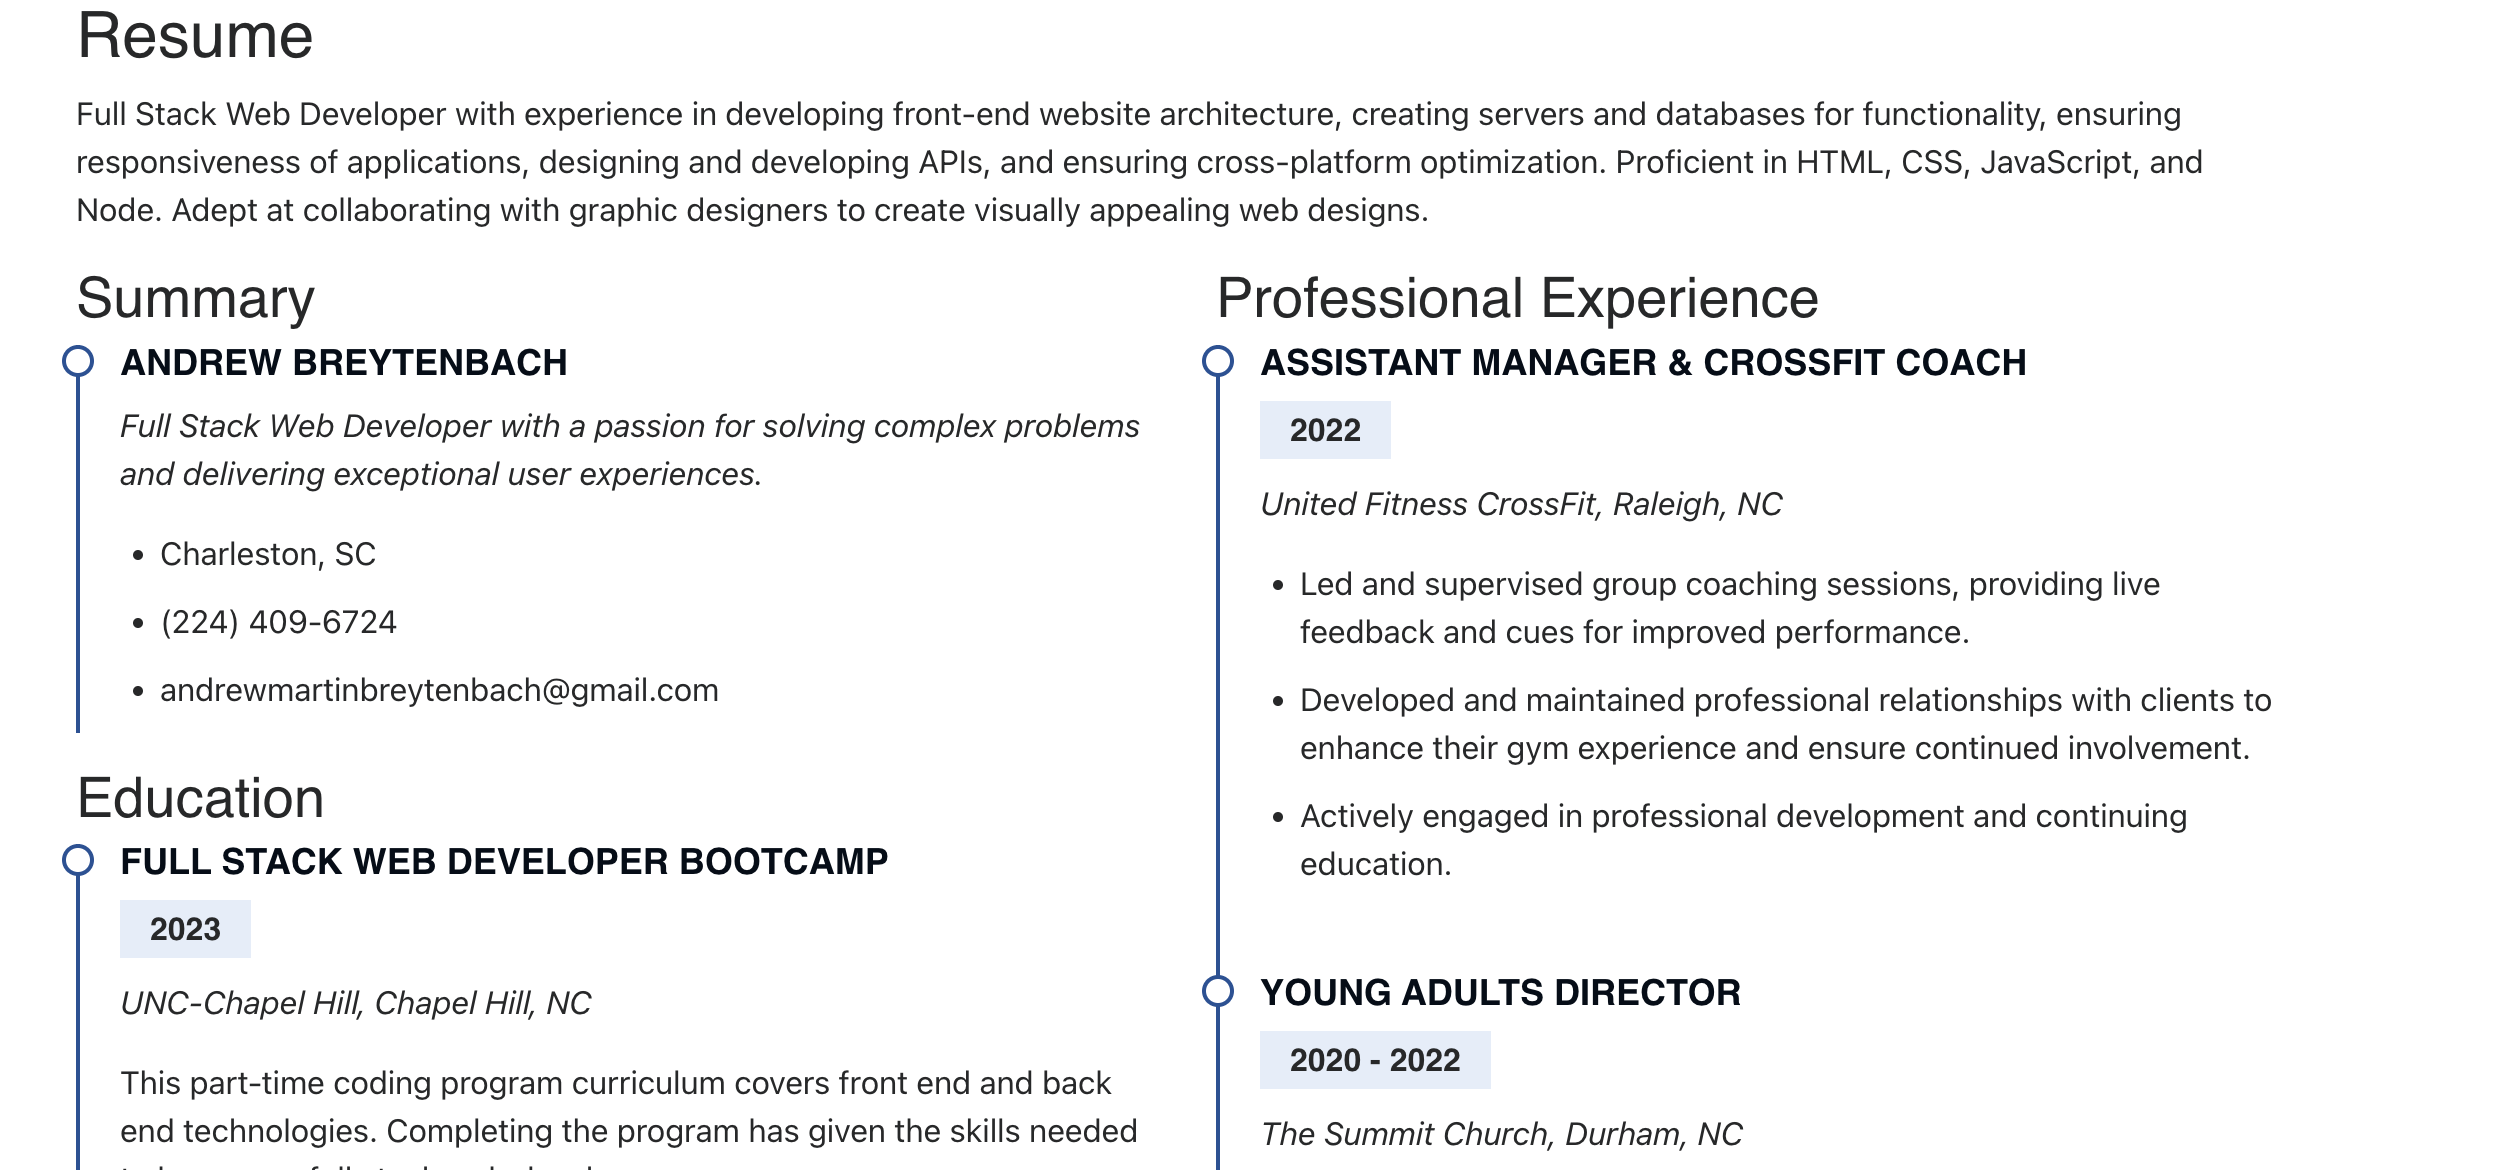 Resume
Full Stack Web Developer with experience in developing front-end website architecture, creating servers and databases for functionality, ensuring
responsiveness of applications, designing and developing APIs, and ensuring cross-platform optimization. Proficient in HTML, CSS, JavaScript, and
Node. Adept at collaborating with graphic designers to create visually appealing web designs.
Summary
ANDREW BREYTENBACH
Full Stack Web Developer with a passion for solving complex problems
and delivering exceptional user experiences.
• Charleston, SC
• (224) 409-6724
• andrewmartinbreytenbach@gmail.com
Education
FULL STACK WEB DEVELOPER BOOTCAMP
2023
UNC-Chapel Hill, Chapel Hill, NC
This part-time coding program curriculum covers front end and back
end technologies. Completing the program has given the skills needed
Professional Experience
ASSISTANT MANAGER & CROSSFIT COACH
2022
United Fitness CrossFit, Raleigh, NC
• Led and supervised group coaching sessions, providing live
feedback and cues for improved performance.
• Developed and maintained professional relationships with clients to
enhance their gym experience and ensure continued involvement.
• Actively engaged in professional development and continuing
education.
YOUNG ADULTS DIRECTOR
2020 - 2022
The Summit Church, Durham, NC